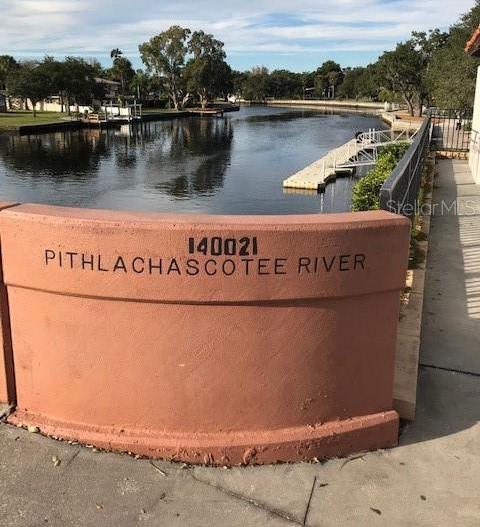 StellarMLS
140021
PITHLACHASCOTEE RIVER